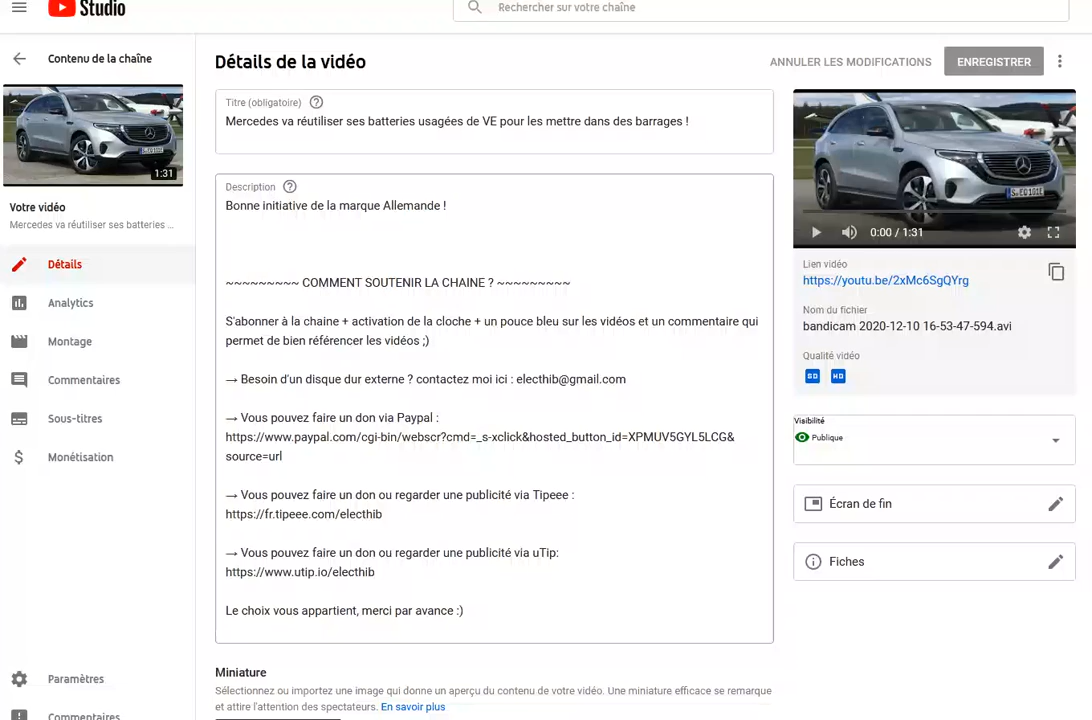 Studio
Rechercher sur votre chaîne
Contenu de la chaîne
1:31
Votre vidéo
Mercedes va réutiliser ses batteries ...
Détails
Analytics
Montage
Commentaires
Sous-titres
Monétisation
Paramètres
Commentaires
Détails de la vidéo
ANNULER LES MODIFICATIONS
ENREGISTRER
Titre (obligatoire)
Mercedes va réutiliser ses batteries usagées de VE pour les mettre dans des barrages !
Description
Bonne initiative de la marque Allemande !
~~~~~~~~~ COMMENT SOUTENIR LA CHAINE ? ~~~~~~~~~
S'abonner à la chaine + activation de la cloche + un pouce bleu sur les vidéos et un commentaire qui
permet de bien référencer les vidéos ;)
→ Besoin d'un disque dur externe ? contactez moi ici : electhib@gmail.com
→ Vous pouvez faire un don via Paypal :
https://www.paypal.com/cgi-bin/webscr?cmd=_s-xclick&hosted_button_id=XPMUV5GYL5LCG&
source=url
→ Vous pouvez faire un don ou regarder une publicité via Tipeee :
https://fr.tipeee.com/electhib
→ Vous pouvez faire un don ou regarder une publicité via uTip:
https://www.utip.io/electhib
Le choix vous appartient, merci par avance :)
Miniature
Sélectionnez ou importez une image qui donne un aperçu du contenu de votre vidéo. Une miniature efficace se remarque
et attire l'attention des spectateurs. En savoir plus
0:00 / 1:31
Lien vidéo
https://youtu.be/2xMc6SgQYrg
Nom du fichier
bandicam 2020-12-10 16-53-47-594.avi
Qualité vidéo
SD HD
Visibilité
Publique
Écran de fin
Fiches